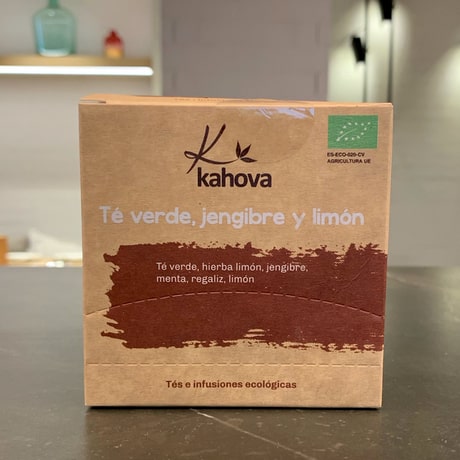 K
kahova
ES-ECO-020-CV
AGRICULTURA UE
Té verde, jengibre y limón
Té verde, hierba limón, jengibre,
menta, regaliz, limón
Tés e infusiones ecológicas